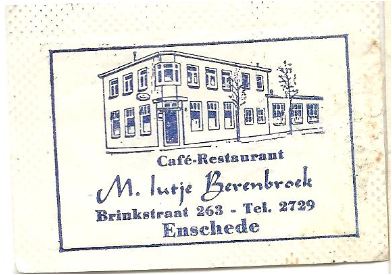 Café-Restaurant
M. lutje Berenbroek
Brinkstraat 263 - Tel. 2729
Enschede